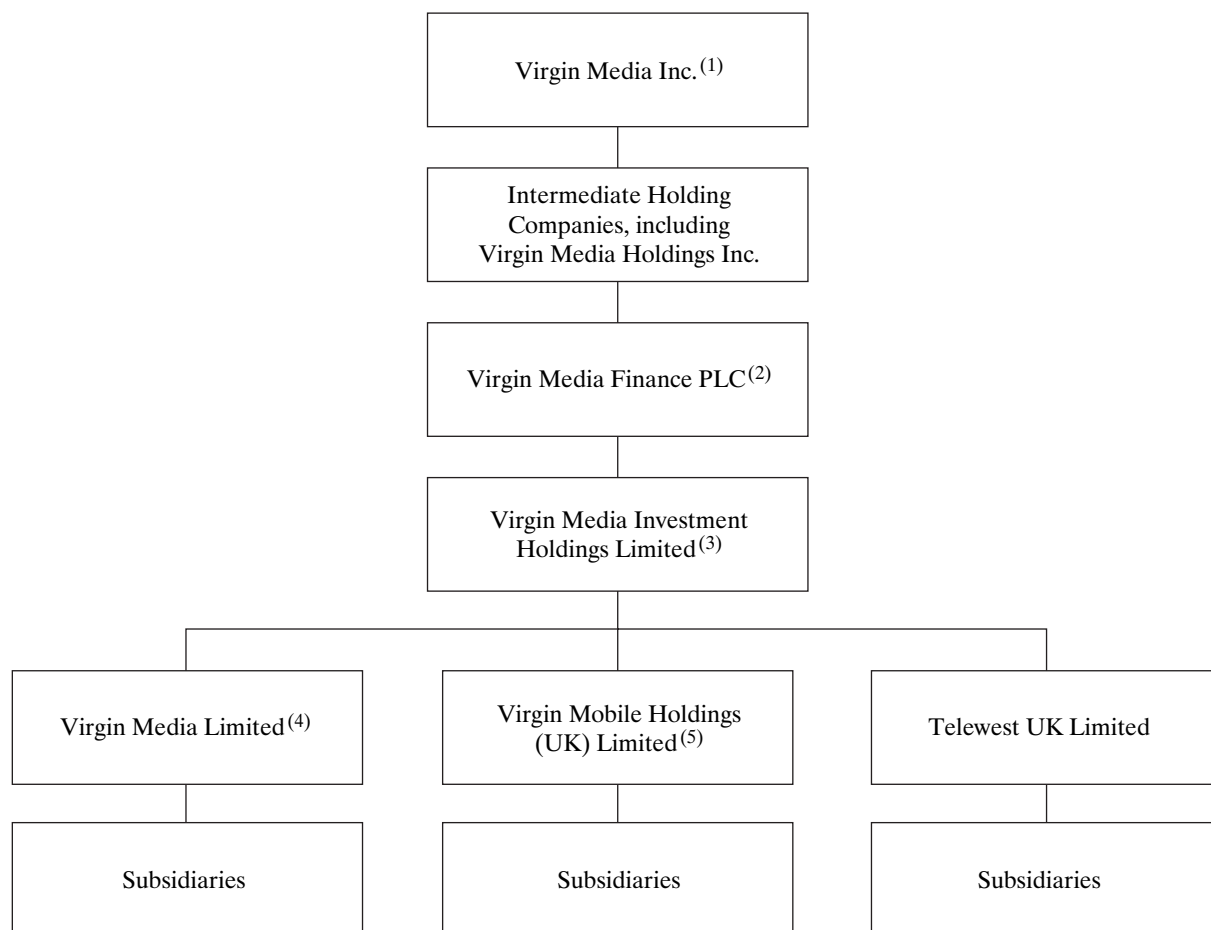 Virgin Media Inc.(1)
Intermediate Holding
Companies, including
Virgin Media Holdings Inc.
Virgin Media Finance PLC(2)
Virgin Media Investment
Holdings Limited(3)
Virgin Media Limited(4)
Virgin Mobile Holdings
(UK) Limited(5)
Telewest UK Limited
Subsidiaries
Subsidiaries
Subsidiaries